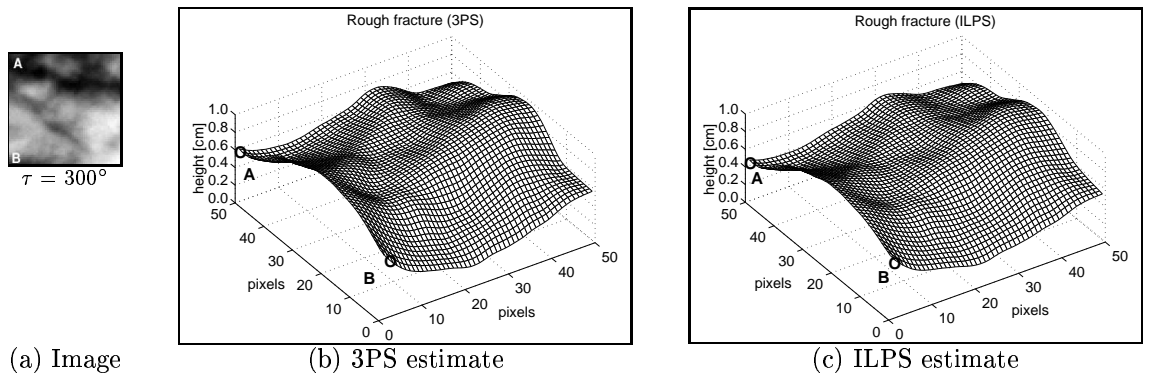 A
B
τ = 300°
(a) Image
Rough fracture (3PS)
height [cm]
1.0
0.8
0.6
0.4
0.2
0.0
50
40
30
20
10
0
pixels
0
10
20
30
40
50
pixels
A
B
(b) 3PS estimate
Rough fracture (ILPS)
height [cm]
1.0
0.8
0.6
0.4
0.2
0.0
50
40
30
20
10
0
pixels
0
10
20
30
40
50
pixels
A
B
(c) ILPS estimate